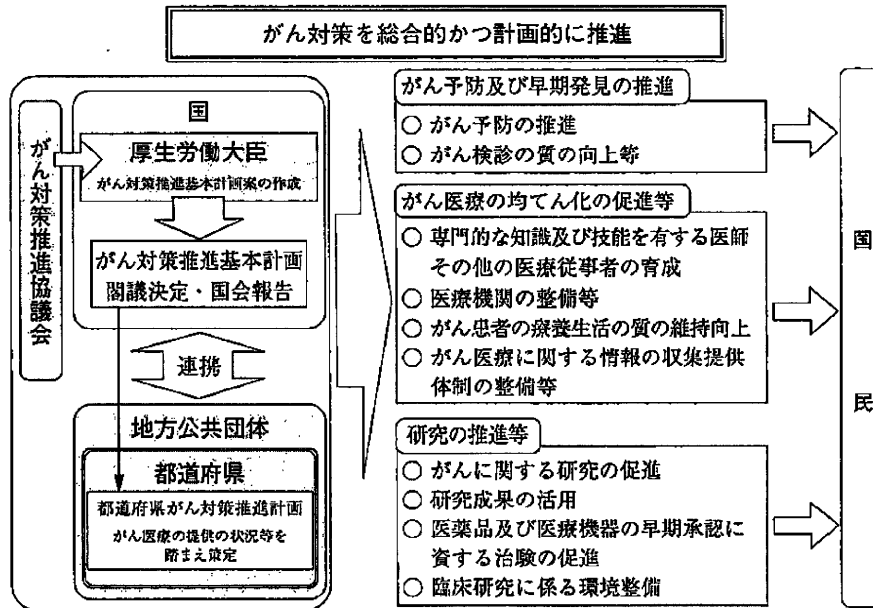 がん対策を総合的かつ計画的に推進
がん対策推進協議会
国
厚生労働大臣
がん対策推進基本計画案の作成
がん対策推進基本計画
閣議決定・国会報告
連携
地方公共団体
都道府県
都道府県がん対策推進計画
がん医療の提供の状況等を
踏まえ策定
がん予防及び早期発見の推進
○ がん予防の推進
○ がん検診の質の向上等
がん医療の均てん化の促進等
○ 専門的な知識及び技能を有する医師
その他の医療従事者の育成
○ 医療機関の整備等
○ がん患者の療養生活の質の維持向上
○ がん医療に関する情報の収集提供
体制の整備等
研究の推進等
○ がんに関する研究の促進
○ 研究成果の活用
○ 医薬品及び医療機器の早期承認に
資する治験の促進
○ 臨床研究に係る環境整備
国民